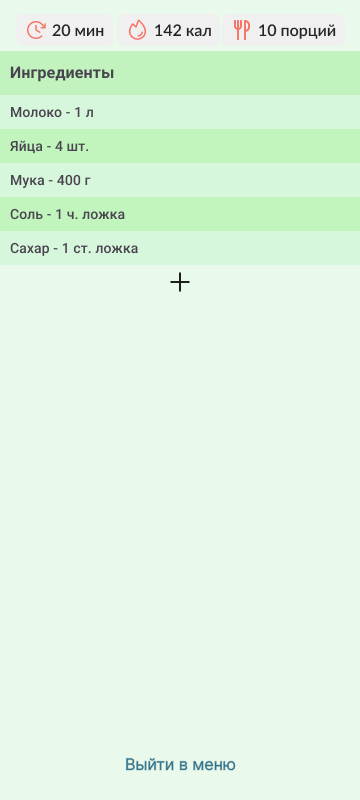 20 мин 142 кал 10 порций
Ингредиенты
Молоко - 1 л
Яйца - 4 шт.
Мука - 400 г
Соль - 1 ч. ложка
Сахар - 1 ст. ложка
Выйти в меню